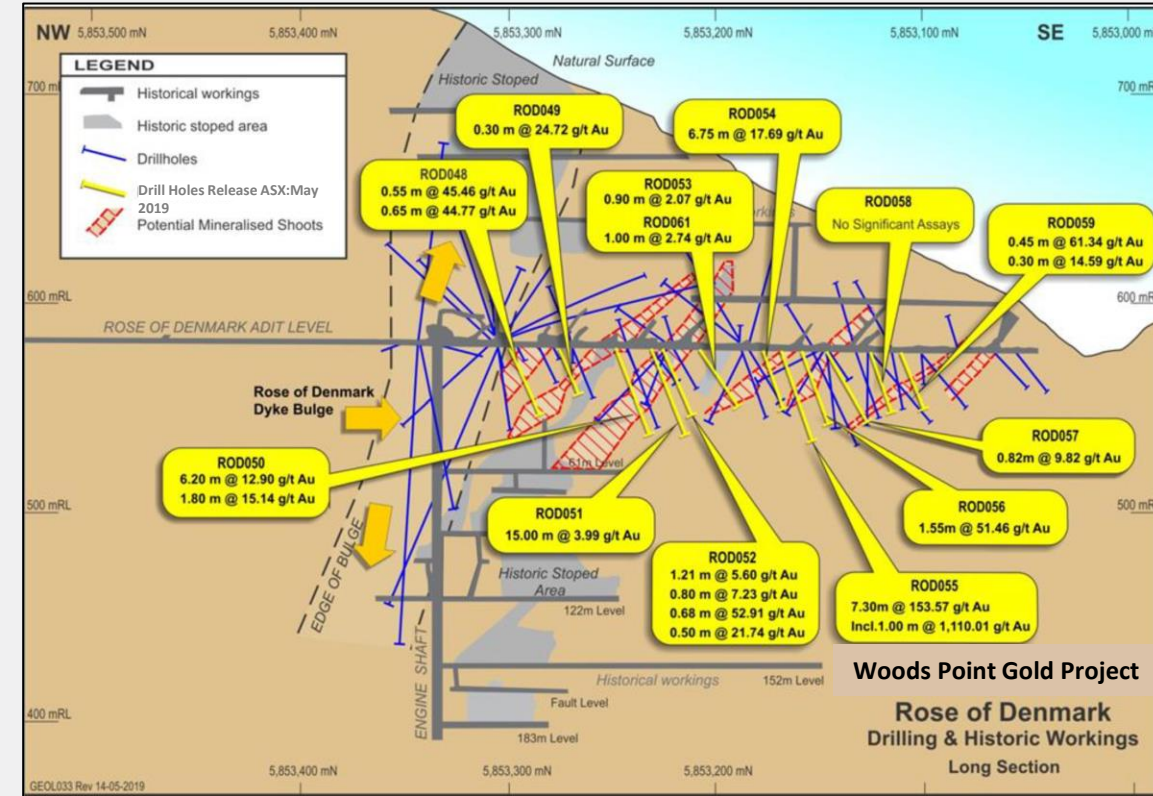 NW
5,853,500 mN
5,853,400 mN
5,853,300 mN
5,853,200 mN
5,853,100 mN
SE
5,853,000 m
LEGEND
Historical workings
Historic stoped area
Drillholes
Drill Holes Release ASX:May
2019
Potential Mineralised Shoots
700 m
700 mRL
Natural Surface
Historic Stoped
ROD049
0.30 m @ 24.72 g/t Au
ROD054
6.75 m @ 17.69 g/t Au
ROD048
0.55 m @ 45.46 g/t Au
0.65 m @ 44.77 g/t Au
ROD053
0.90 m @ 2.07 g/t Au
ROD061
1.00 m @ 2.74 g/t Au
ROD058
No Significant Assays
ROD059
0.45 m @ 61.34 g/t Au
0.30 m @ 14.59 g/t Au
600 mRL
600 mRL
ROSE OF DENMARK ADIT LEVEL
Rose of Denmark
Dyke Bulge
ROD050
6.20 m @ 12.90 g/t Au
1.80 m @ 15.14 g/t Au
61m Level
ROD057
0.82m @ 9.82 g/t Au
500 mRL
500 mRL
ROD051
15.00 m @ 3.99 g/t Au
ROD056
1.55m @ 51.46 g/t Au
ROD052
1.21 m @ 5.60 g/t Au
0.80 m @ 7.23 g/t Au
0.68 m @ 52.91 g/t Au
0.50 m @ 21.74 g/t Au
ROD055
7.30m @ 153.57 g/t Au
Incl.1.00 m @ 1,110.01 g/t Au
EDGE OF BULGE
Historic Stoped
Area
122m Level
ENGINE SHAFT
Historical workings
152m Level
Fault Level
183m Level
400 mRL
Woods Point Gold Project
Rose of Denmark
Drilling & Historic Workings
Long Section
5,853,400 mN
5,853,300 mN
5,853,200 mN
GEOL033 Rev 14-05-2019